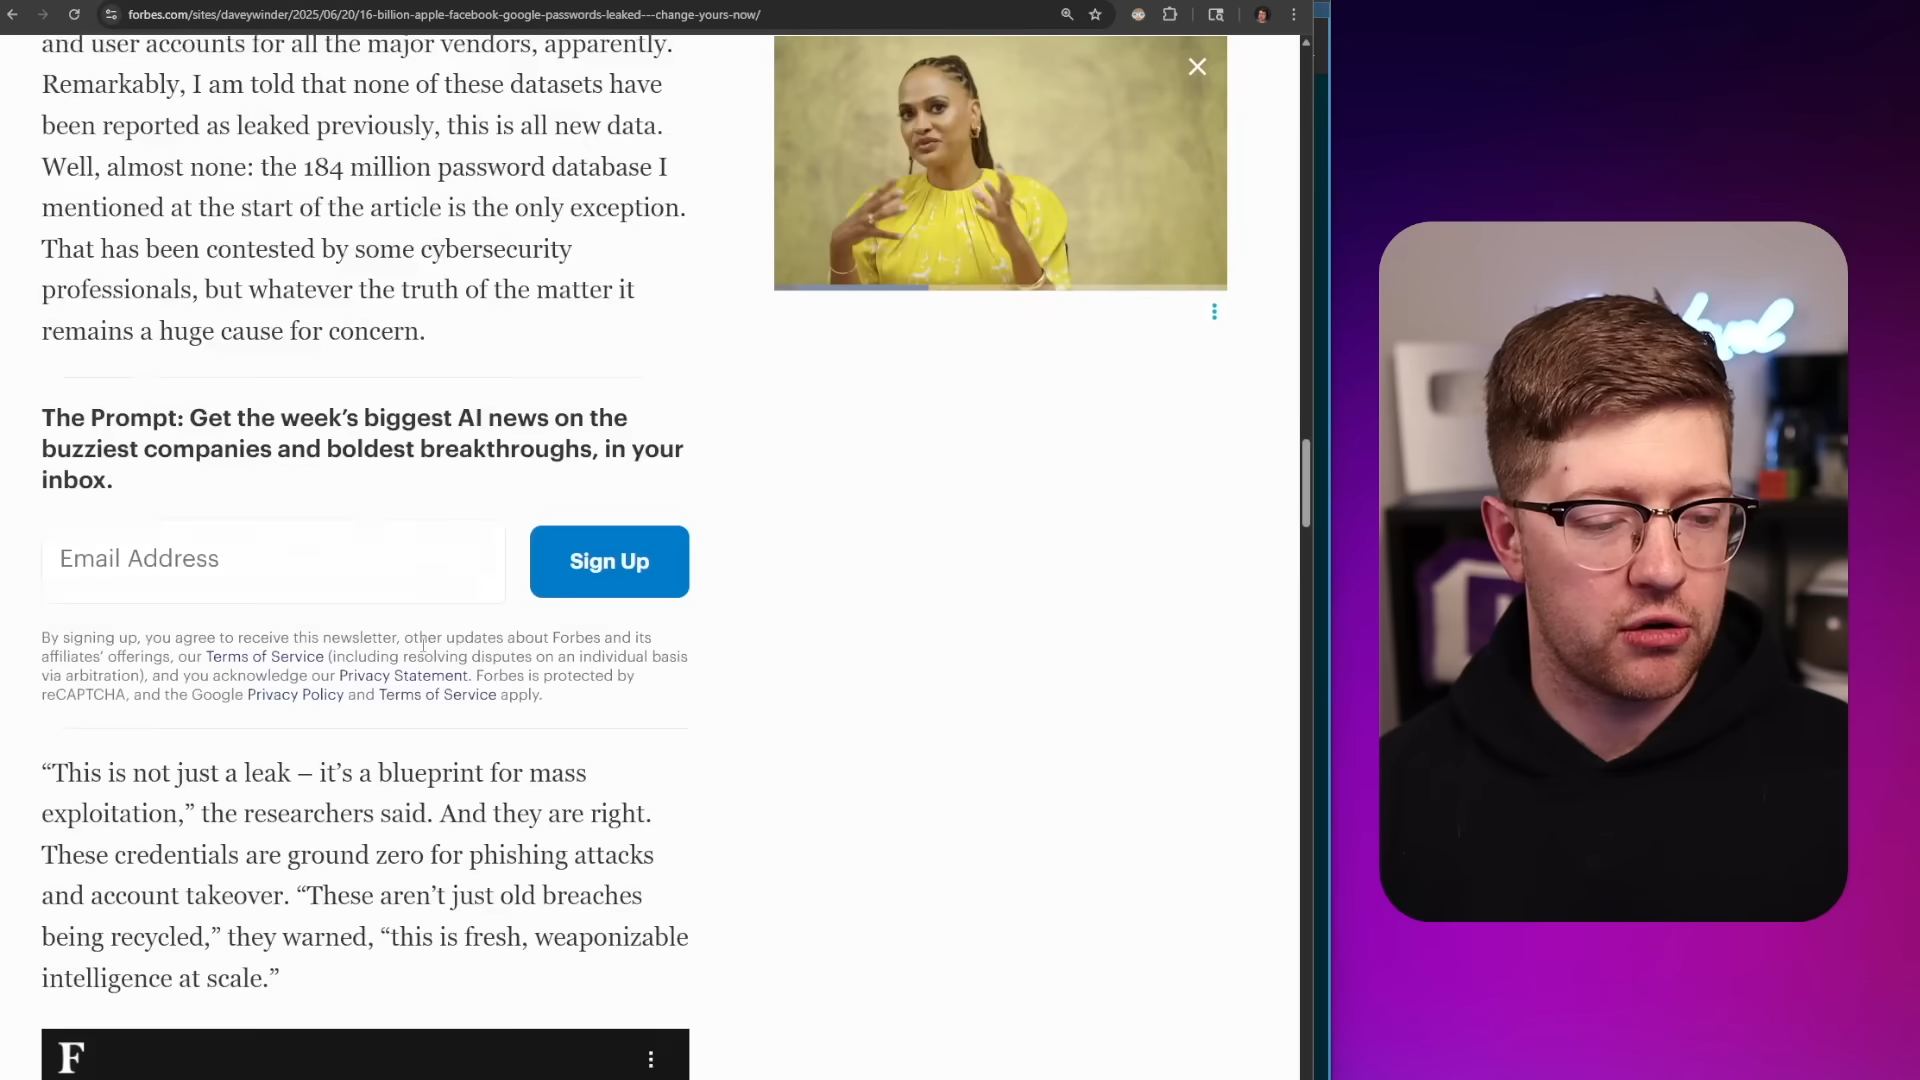 forbes.com/sites/daveywinder/2025/06/20/16-billion-apple-facebook-google-passwords-leaked---change-yours-now/
and user accounts for all the major vendors, apparently.
Remarkably, I am told that none of these datasets have
been reported as leaked previously, this is all new data.
Well, almost none: the 184 million password database I
mentioned at the start of the article is the only exception.
That has been contested by some cybersecurity
professionals, but whatever the truth of the matter it
remains a huge cause for concern.
The Prompt: Get the week’s biggest AI news on the
buzziest companies and boldest breakthroughs, in your
inbox.
Email Address
Sign Up
By signing up, you agree to receive this newsletter, other updates about Forbes and its
affiliates’ offerings, our Terms of Service (including resolving disputes on an individual basis
via arbitration), and you acknowledge our Privacy Statement. Forbes is protected by
reCAPTCHA, and the Google Privacy Policy and Terms of Service apply.
“This is not just a leak – it’s a blueprint for mass
exploitation,” the researchers said. And they are right.
These credentials are ground zero for phishing attacks
and account takeover. “These aren’t just old breaches
being recycled,” they warned, “this is fresh, weaponizable
intelligence at scale.”
F